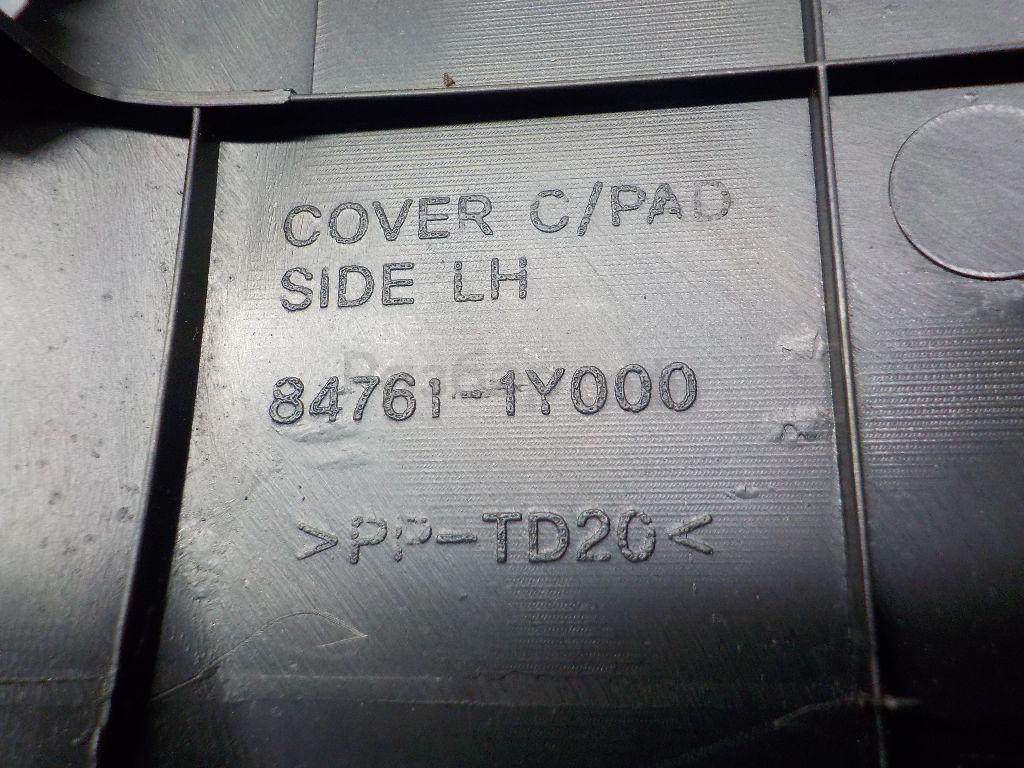 COVER C/PAD
SIDE LH
84761-1Y000
>PP-TD20<